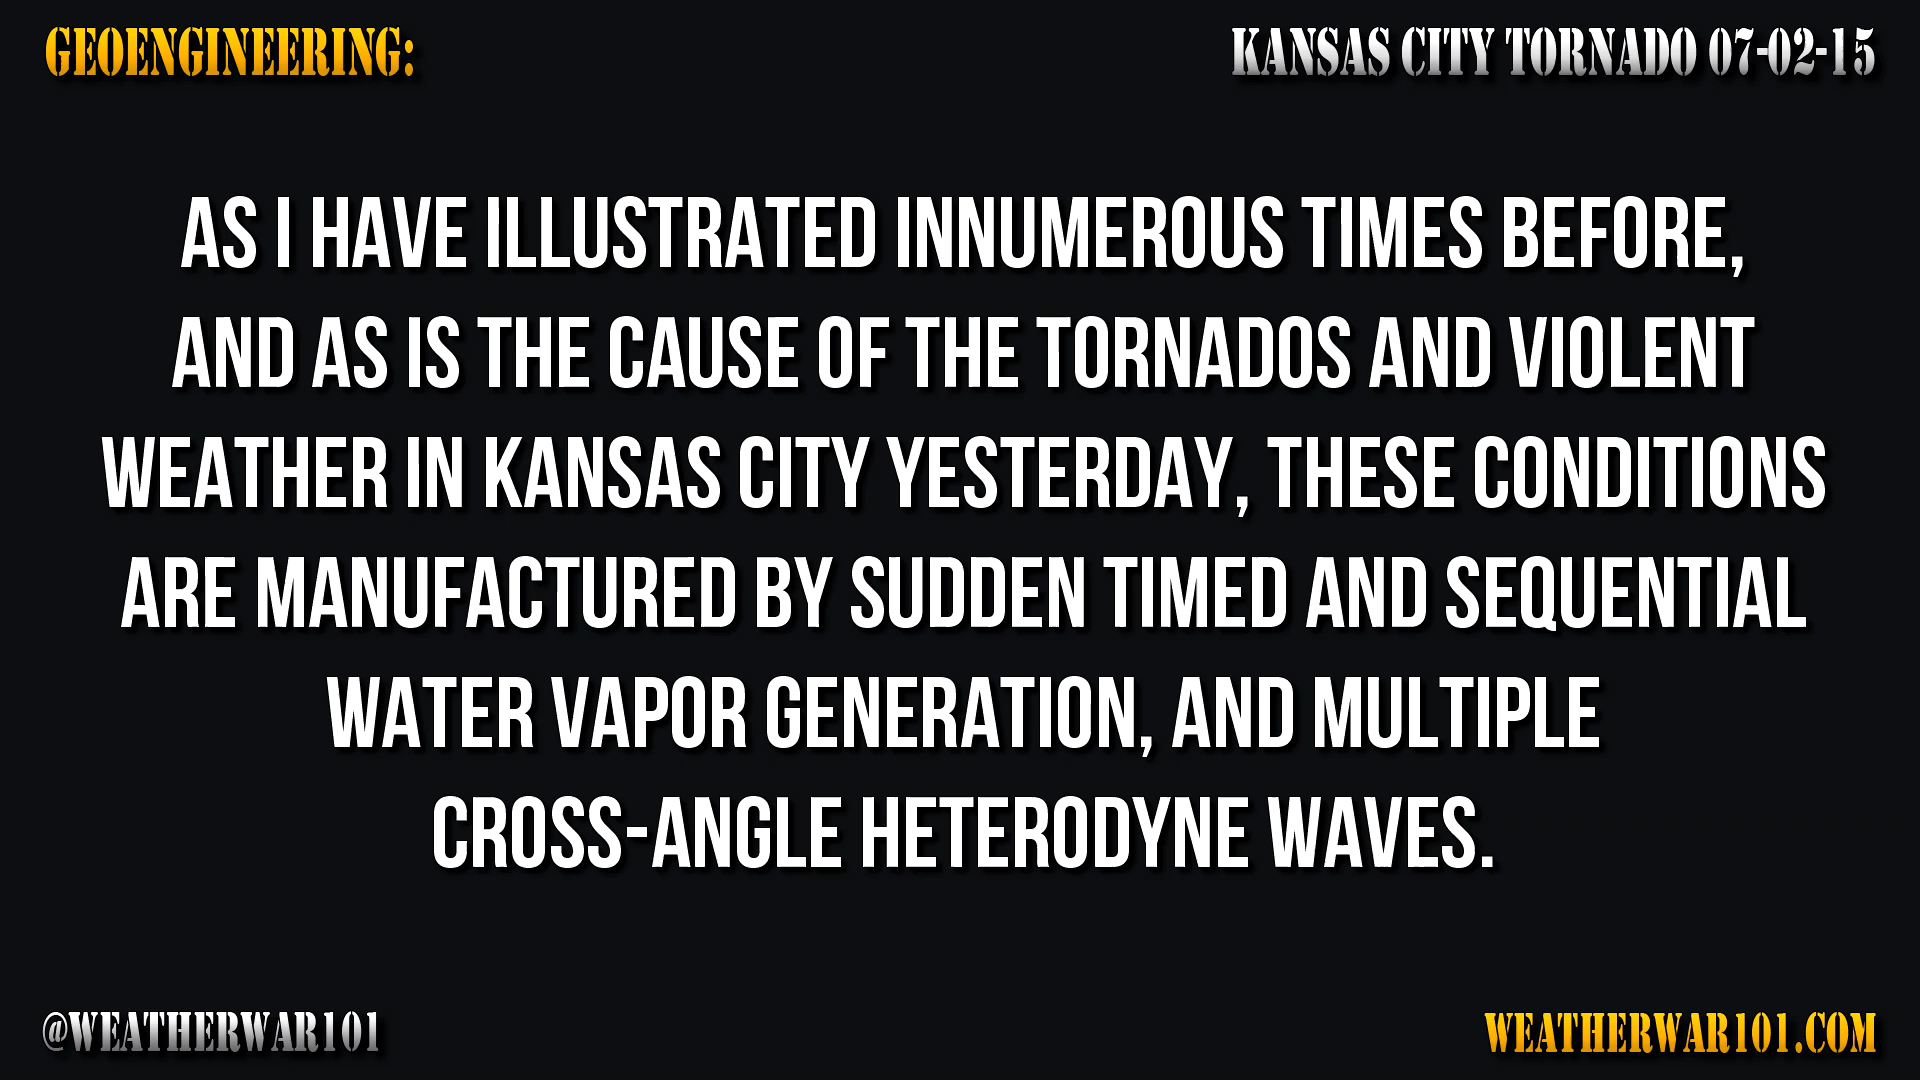 GEOENGINEERING:
KANSAS CITY TORNADO 07-02-15
AS I HAVE ILLUSTRATED INNUMEROUS TIMES BEFORE,
AND AS IS THE CAUSE OF THE TORNADOS AND VIOLENT
WEATHER IN KANSAS CITY YESTERDAY, THESE CONDITIONS
ARE MANUFACTURED BY SUDDEN TIMED AND SEQUENTIAL
WATER VAPOR GENERATION, AND MULTIPLE
CROSS-ANGLE HETERODYNE WAVES.
@WEATHERWAR101
WEATHERWAR101.COM